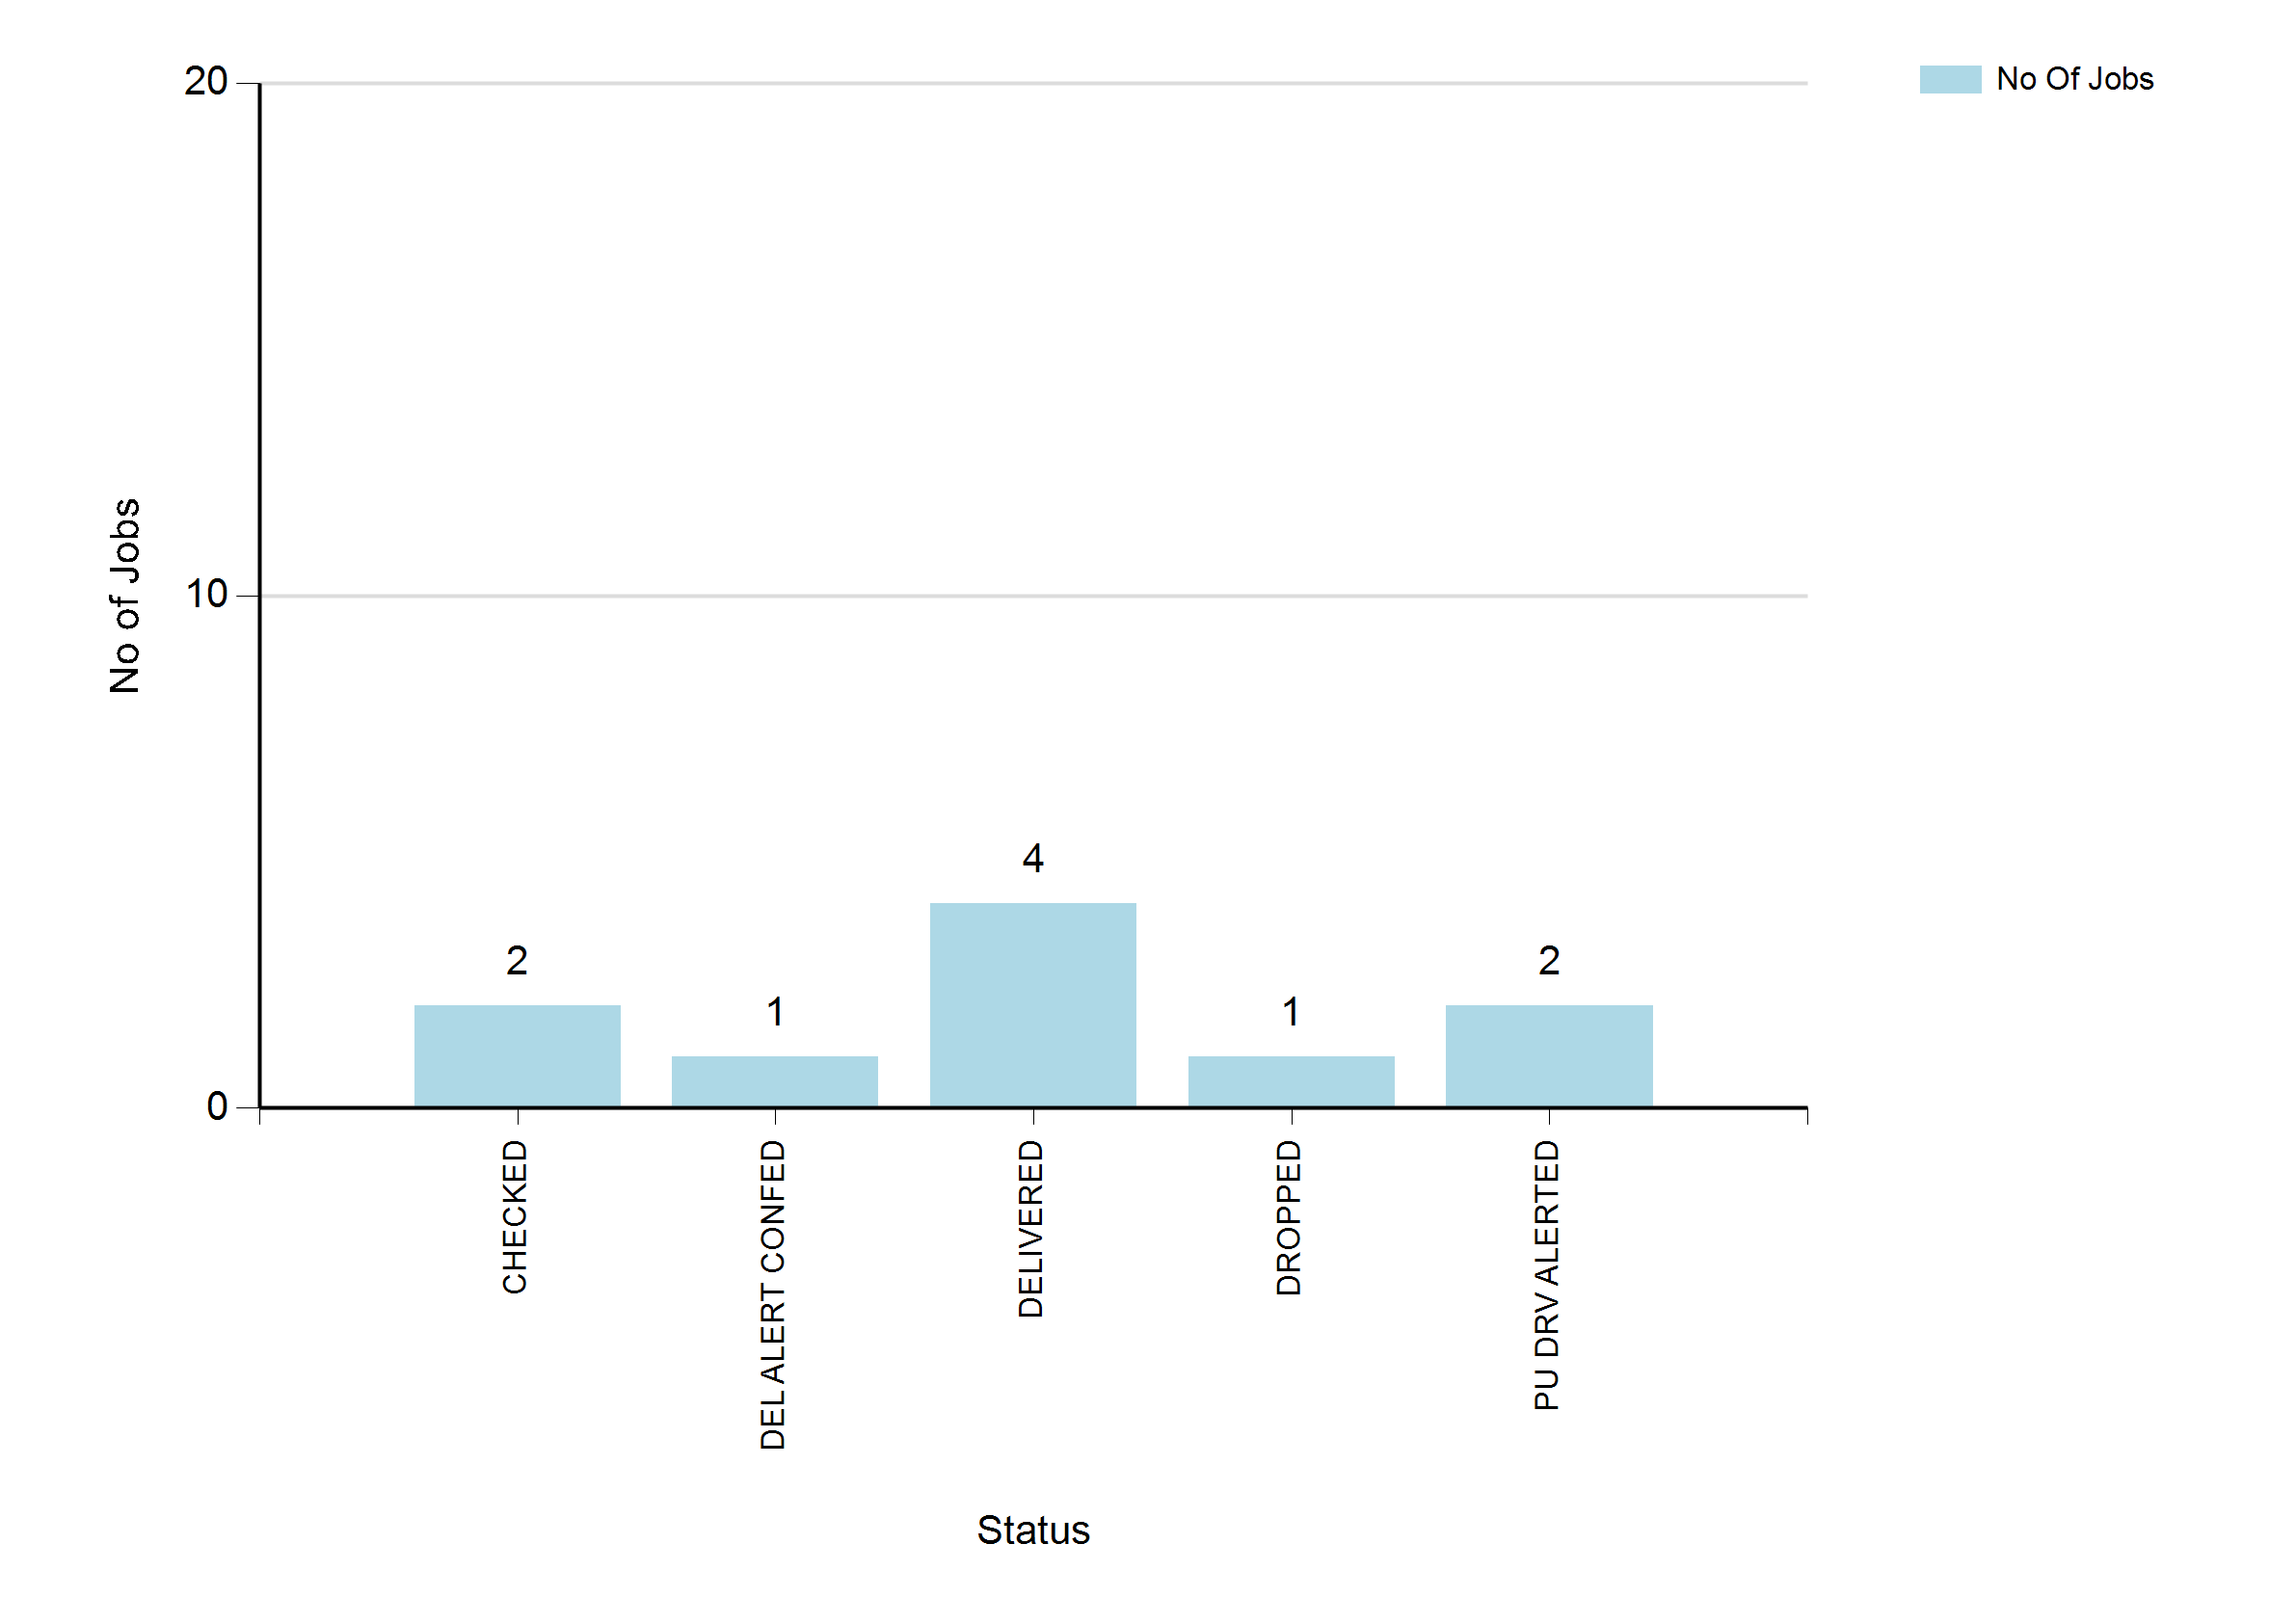 No Of Jobs
20
10
0
No of Jobs
2
1
4
1
2
CHECKED
DEL ALERT CONFED
DELIVERED
DROPPED
PU DRV ALERTED
Status